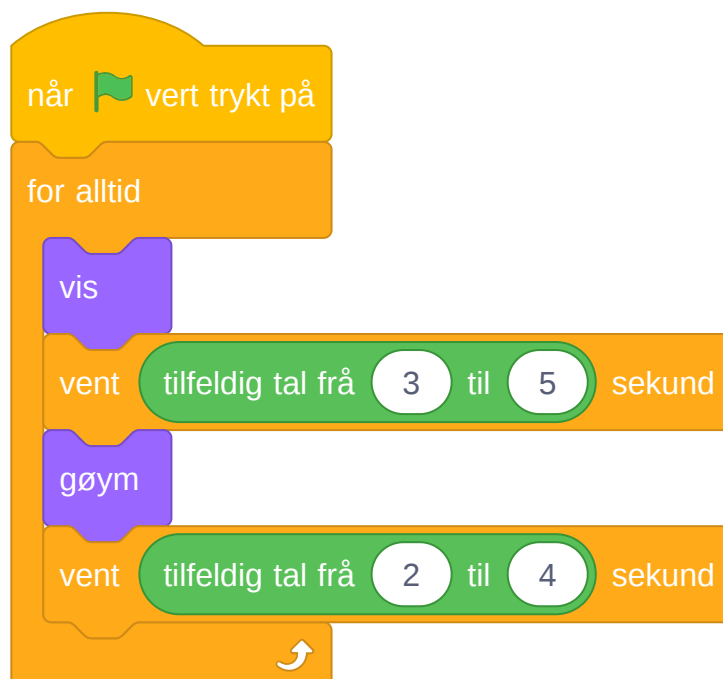 når vert trykt på
for alltid
vis
vent tilfeldig tal frå 3 til 5 sekund
gøym
vent tilfeldig tal frå 2 til 4 sekund